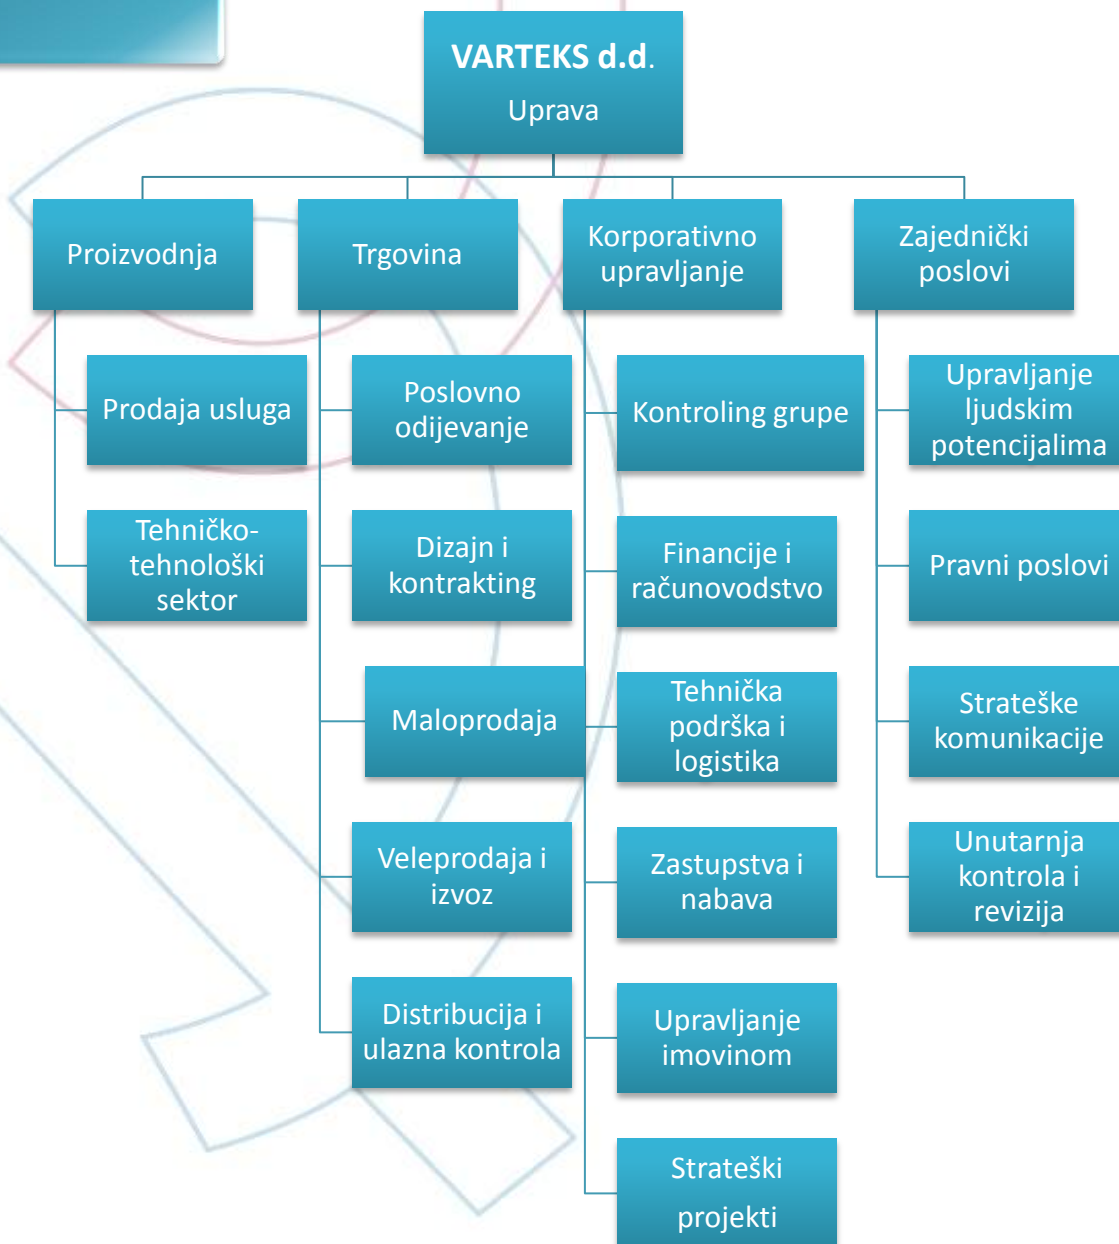 VARTEKS d.d.
Uprava
Proizvodnja
Prodaja usluga
Tehničko-
tehnološki
sektor
Trgovina
Poslovno
odijevanje
Dizajn i
kontrakting
Maloprodaja
Veleprodaja i
izvoz
Distribucija i
ulazna kontrola
Korporativno
upravljanje
Kontroling grupe
Financije i
računovodstvo
Tehnička
podrška i
logistika
Zastupstva i
nabava
Upravljanje
imovinom
Strateški
projekti
Zajednički
poslovi
Upravljanje
ljudskim
potencijalima
Pravni poslovi
Strateške
komunikacije
Unutarnja
kontrola i
revizija